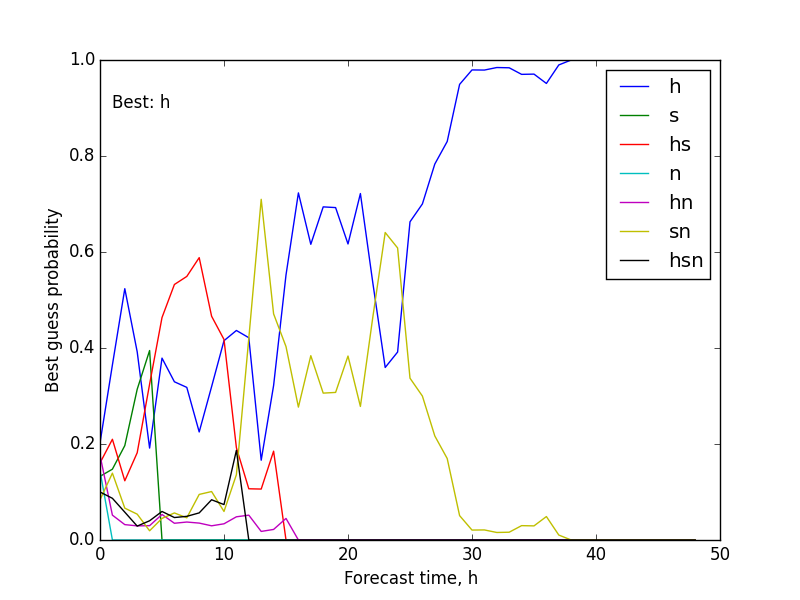 1.0
0.8
0.6
0.4
0.2
0.0
Best guess probability
Best: h
h
s
hs
n
hn
sn
hsn
0 10 20 30 40 50
Forecast time, h